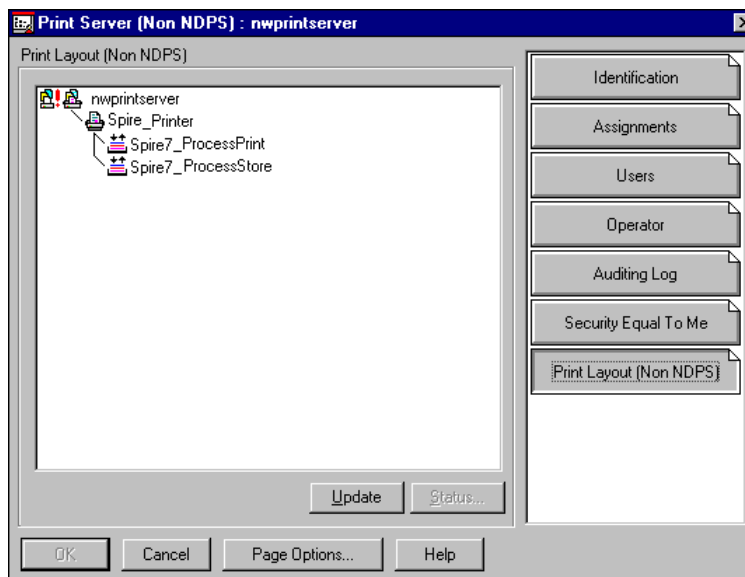 Print Server (Non NDPS) : nwprintserver
Print Layout (Non NDPS)
nwprintserver
Spire_Printer
Spire7_ProcessPrint
Spire7_ProcessStore
Update
Status...
Identification
Assignments
Users
Operator
Auditing Log
Security Equal To Me
Print Layout (Non NDPS)
OK
Cancel
Page Options...
Help